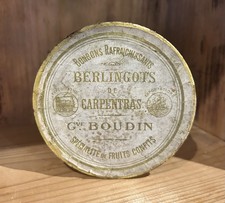 BONBONS RAFRAICHISSANTS
BERLINGOTS
DE
CARPENTRAS
Gve BOUDIN
SPÉCIALITÉ DE FRUITS CONFITS